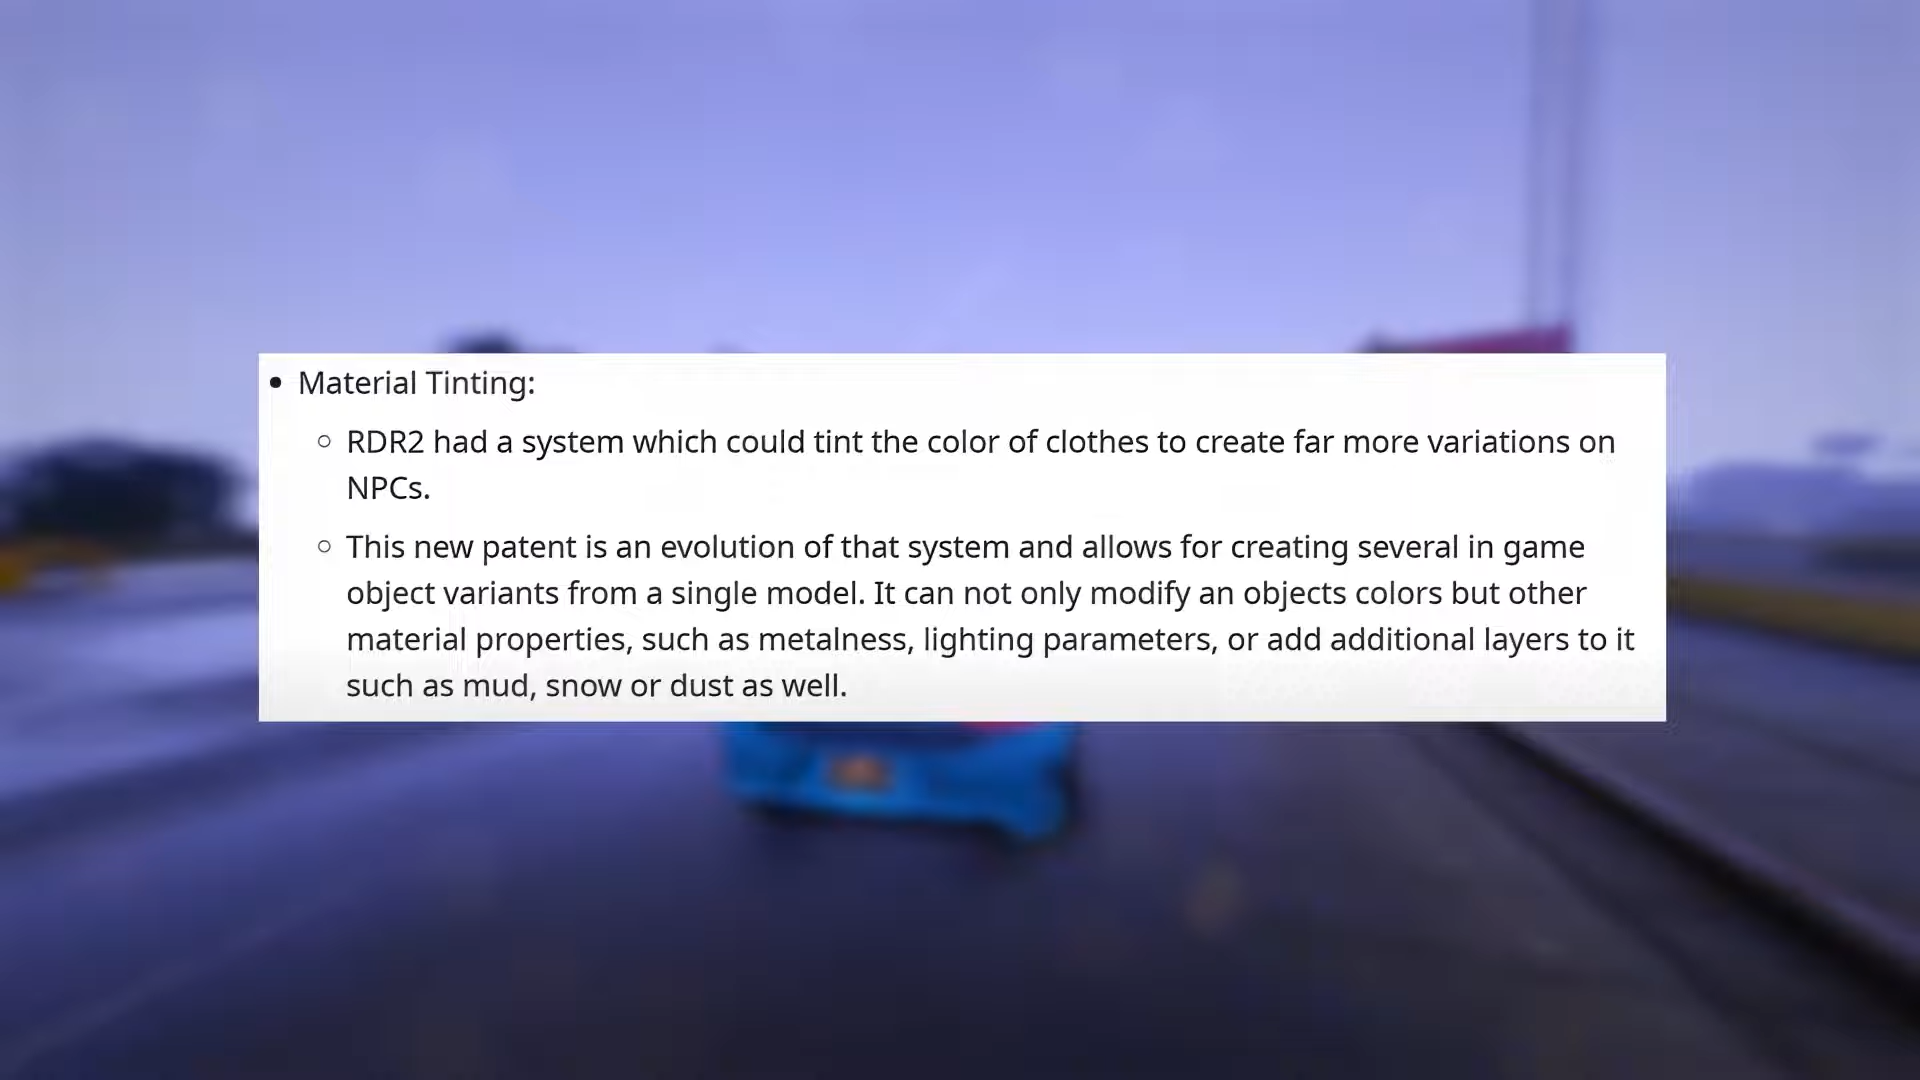 • Material Tinting:
○ RDR2 had a system which could tint the color of clothes to create far more variations on
NPCs.
○ This new patent is an evolution of that system and allows for creating several in game
object variants from a single model. It can not only modify an objects colors but other
material properties, such as metalness, lighting parameters, or add additional layers to it
such as mud, snow or dust as well.